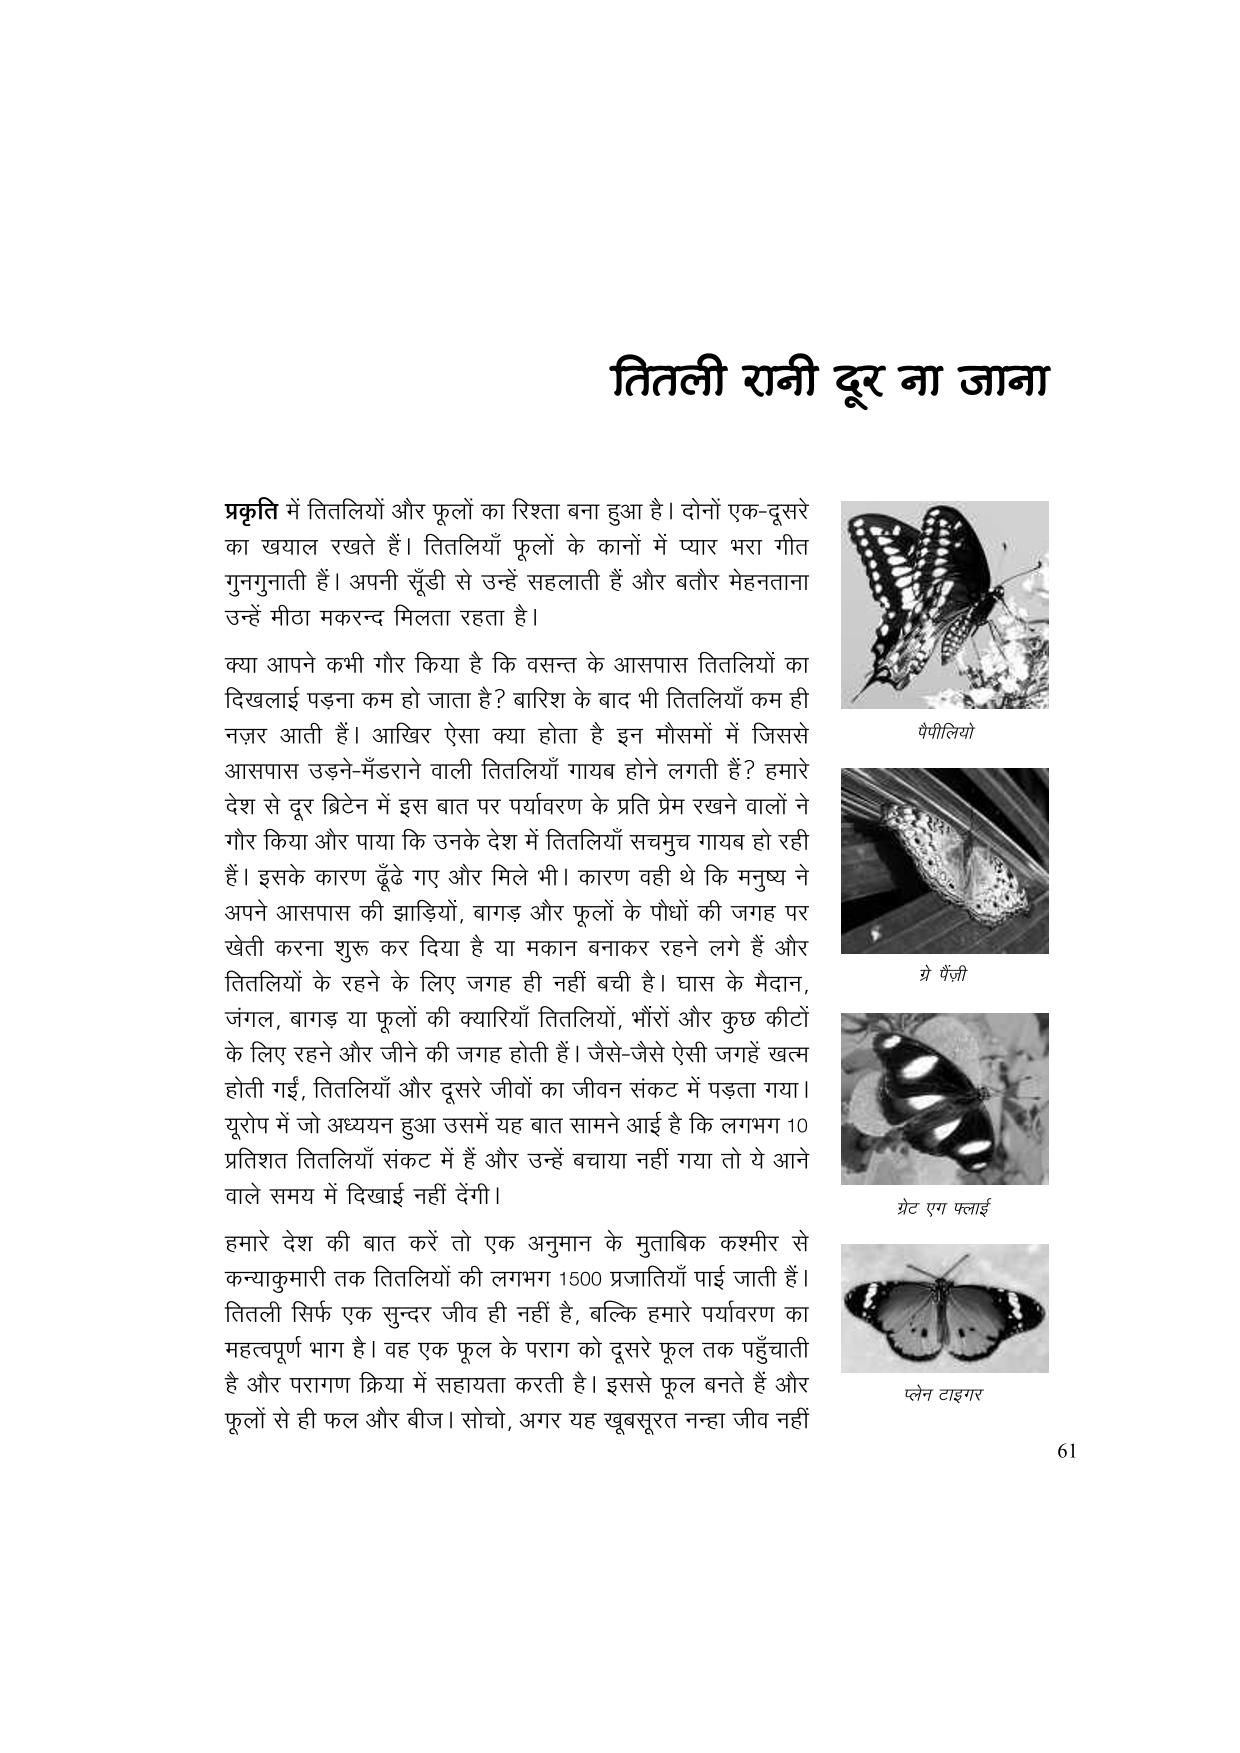 तितली रानी दूर ना जाना
प्रकृति में तितलियों और फूलों का रिश्ता बना हुआ है। दोनों एक-दूसरे
का खयाल रखते हैं। तितलियाँ फूलों के कानों में प्यार भरा गीत
गुनगुनाती हैं। अपनी सूँडी से उन्हें सहलाती हैं और बतौर मेहनताना
उन्हें मीठा मकरन्द मिलता रहता है।
क्या आपने कभी गौर किया है कि वसन्त के आसपास तितलियों का
दिखलाई पड़ना कम हो जाता है? बारिश के बाद भी तितलियाँ कम ही
नज़र आती हैं। आखिर ऐसा क्या होता है इन मौसमों में जिससे
आसपास उड़ने-मँडराने वाली तितलियाँ गायब होने लगती हैं? हमारे
देश से दूर ब्रिटेन में इस बात पर पर्यावरण के प्रति प्रेम रखने वालों ने
गौर किया और पाया कि उनके देश में तितलियाँ सचमुच गायब हो रही
हैं। इसके कारण ढूँढे गए और मिले भी। कारण वही थे कि मनुष्य ने
अपने आसपास की झाड़ियों, बागड़ और फूलों के पौधों की जगह पर
खेती करना शुरू कर दिया है या मकान बनाकर रहने लगे हैं और
तितलियों के रहने के लिए जगह ही नहीं बची है। घास के मैदान,
जंगल, बागड़ या फूलों की क्यारियाँ तितलियों, भौंरों और कुछ कीटों
के लिए रहने और जीने की जगह होती हैं। जैसे-जैसे ऐसी जगहें खत्म
होती गईं, तितलियाँ और दूसरे जीवों का जीवन संकट में पड़ता गया।
यूरोप में जो अध्ययन हुआ उसमें यह बात सामने आई है कि लगभग 10
प्रतिशत तितलियाँ संकट में हैं और उन्हें बचाया नहीं गया तो ये आने
वाले समय में दिखाई नहीं देंगी।
हमारे देश की बात करें तो एक अनुमान के मुताबिक कश्मीर से
कन्याकुमारी तक तितलियों की लगभग 1500 प्रजातियाँ पाई जाती हैं।
तितली सिर्फ एक सुन्दर जीव ही नहीं है, बल्कि हमारे पर्यावरण का
महत्वपूर्ण भाग है। वह एक फूल के पराग को दूसरे फूल तक पहुँचाती
है और परागण क्रिया में सहायता करती है। इससे फूल बनते हैं और
फूलों से ही फल और बीज। सोचो, अगर यह खूबसूरत नन्हा जीव नहीं
पैपीलियो
ग्रे पैंज़ी
ग्रेट एग फ्लाई
प्लेन टाइगर
61